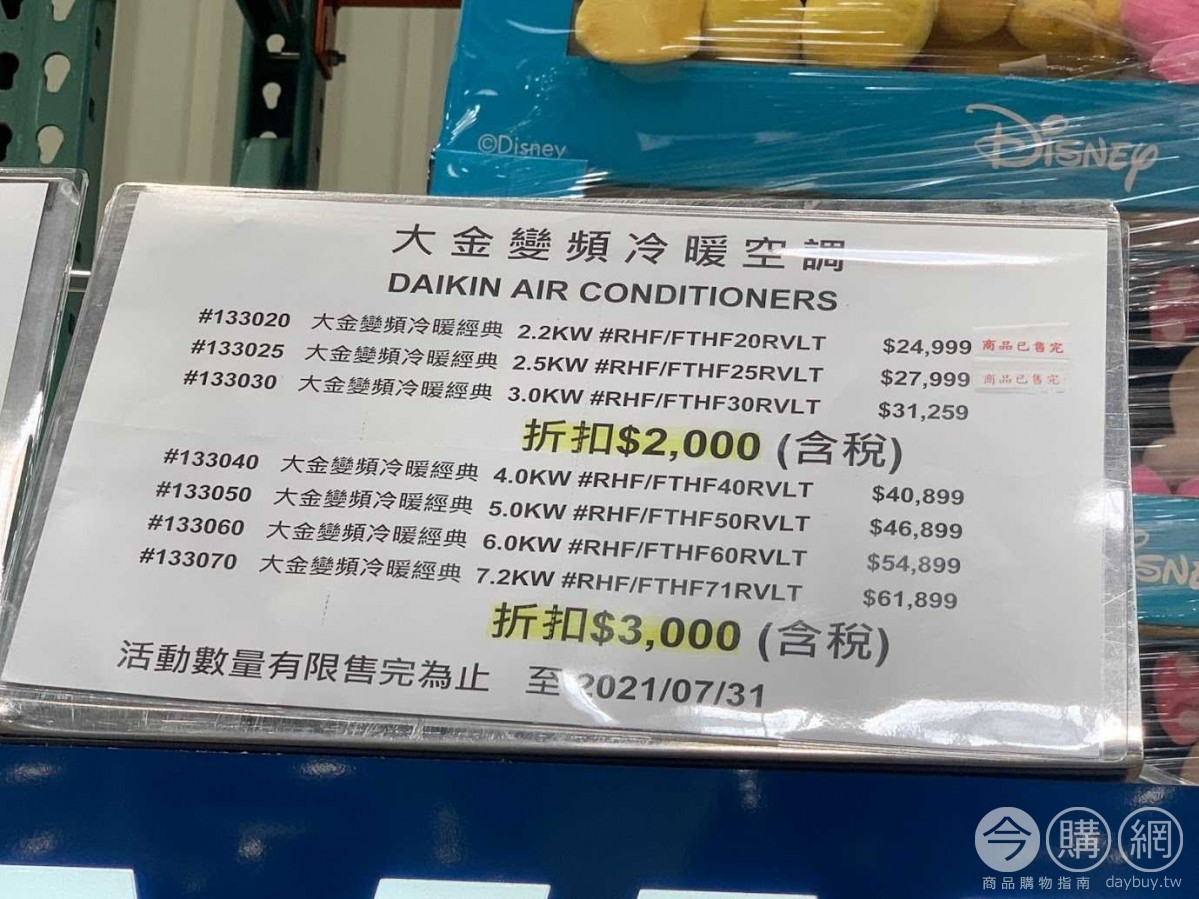 ©Disney
DISNEY
大金變頻冷暖空調
DAIKIN AIR CONDITIONERS
#133020 大金變頻冷暖經典 2.2KW #RHF/FTHF20RVLT $24,999 商品已售完
#133025 大金變頻冷暖經典 2.5KW #RHF/FTHF25RVLT $27,999 商品已售完
#133030 大金變頻冷暖經典 3.0KW #RHF/FTHF30RVLT $31,259
折扣$2,000 (含稅)
#133040 大金變頻冷暖經典 4.0KW #RHF/FTHF40RVLT $40,899
#133050 大金變頻冷暖經典 5.0KW #RHF/FTHF50RVLT $46,899
#133060 大金變頻冷暖經典 6.0KW #RHF/FTHF60RVLT $54,899
#133070 大金變頻冷暖經典 7.2KW #RHF/FTHF71RVLT $61,899
折扣$3,000 (含稅)
活動數量有限售完為止 至 2021/07/31
今購網
商品購物指南 daybuy.tw